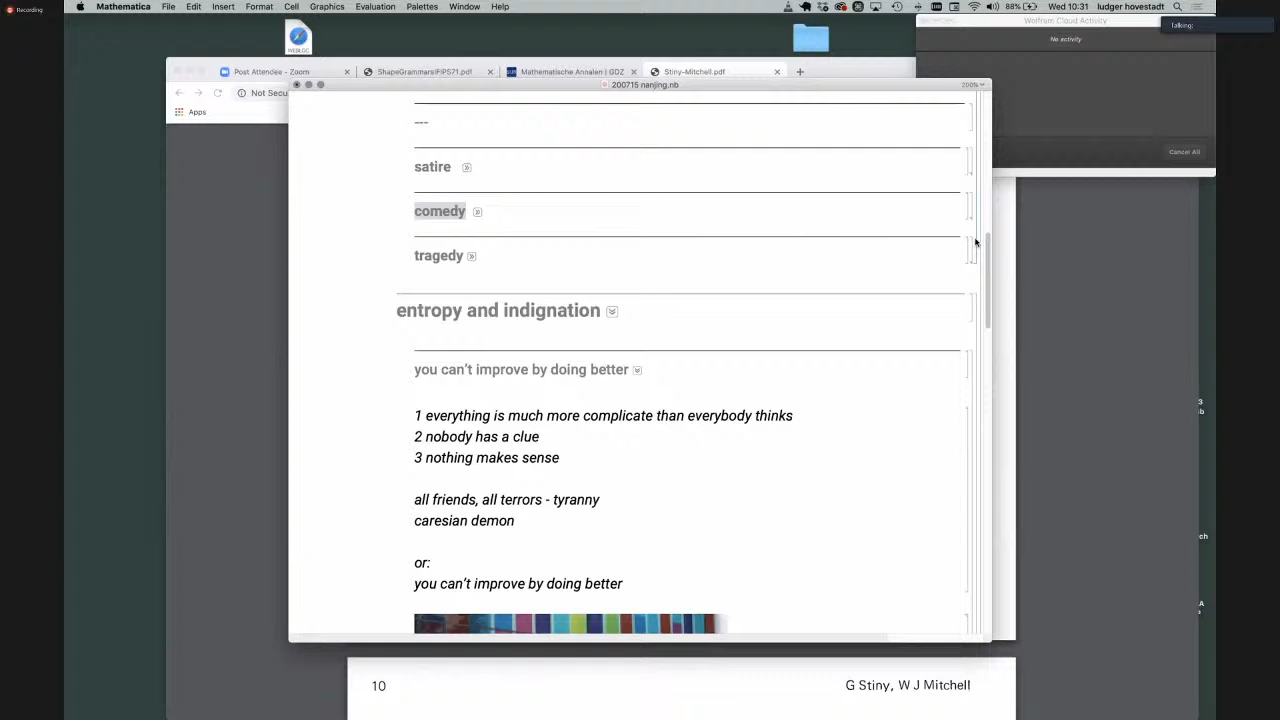 Recording
Mathematica File Edit Insert Format Cell Graphics Evaluation Palettes Window Help
88% Wed 10:31 ludger hovestadt
WEBLOC
Wolfram Cloud Activity
Talking:
No activity
Cancel All
Post Attendee - Zoom
ShapeGrammarsIFIPS71.pdf
Mathematische Annalen | GDZ
Stiny-Mitchell.pdf
Not Secu
Apps
200715 nanjing.nb
200%
---
satire
comedy
tragedy
entropy and indignation
you can't improve by doing better
1 everything is much more complicate than everybody thinks
2 nobody has a clue
3 nothing makes sense
all friends, all terrors - tyranny
caresian demon
or:
you can't improve by doing better
10
G Stiny, W J Mitchell